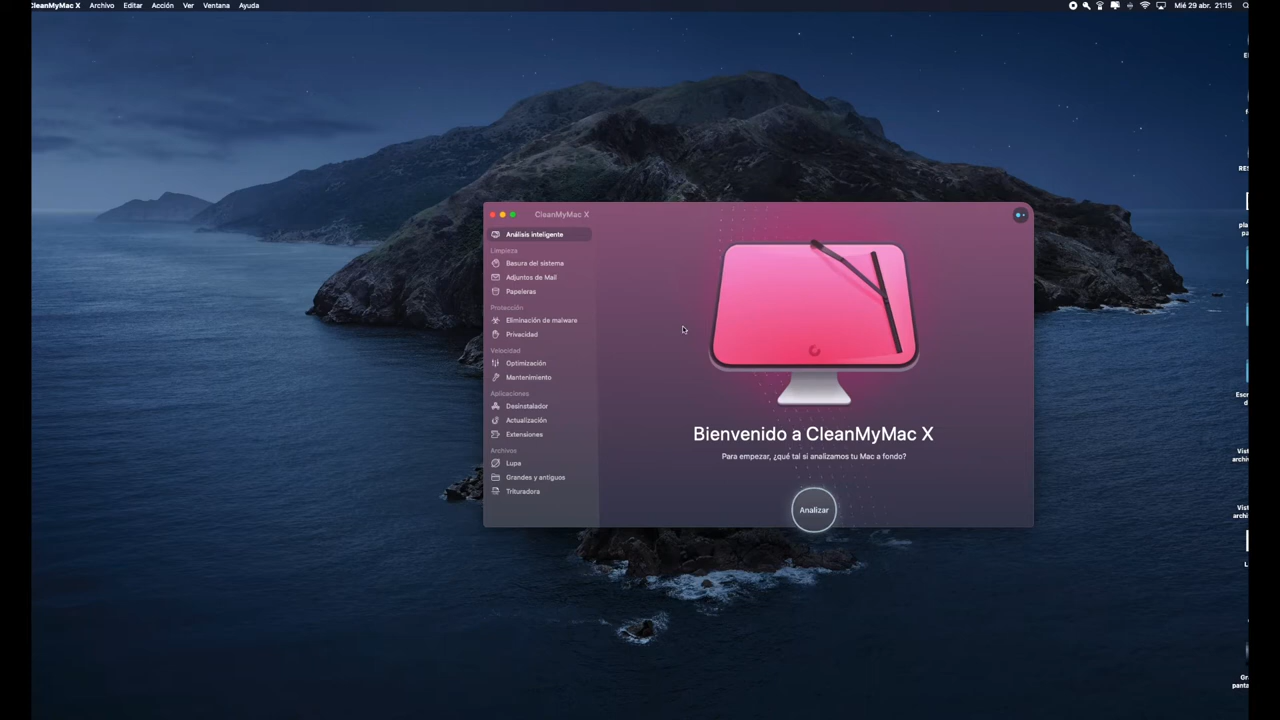 CleanMyMac X Archivo Editar Acción Ver Ventana Ayuda
Mié 29 abr. 21:15
CleanMyMac X
Análisis inteligente
Limpieza
Basura del sistema
Adjuntos de Mail
Papeleras
Protección
Eliminación de malware
Privacidad
Velocidad
Optimización
Mantenimiento
Aplicaciones
Desinstalador
Actualización
Extensiones
Archivos
Lupa
Grandes y antiguos
Trituradora
Bienvenido a CleanMyMac X
Para empezar, ¿qué tal si analizamos tu Mac a fondo?
Analizar